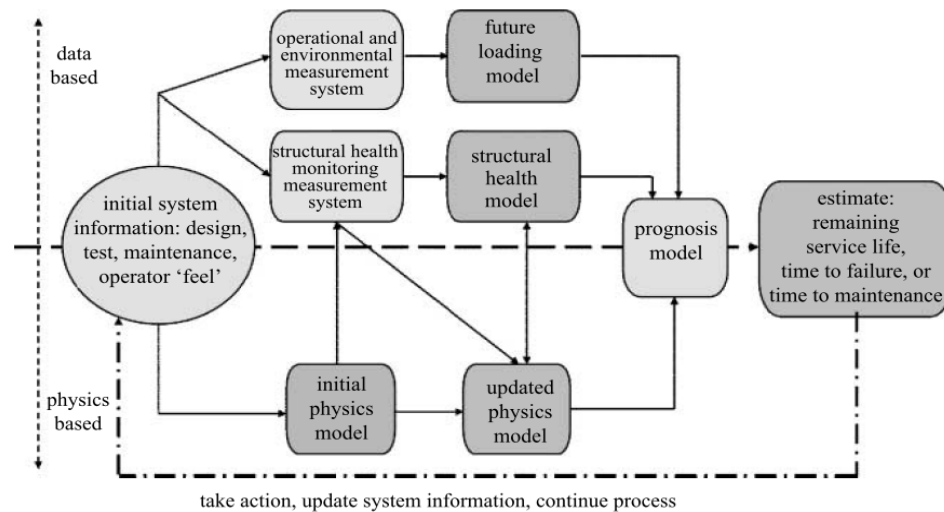 data
based
operational and
environmental
measurement
system
future
loading
model
structural health
monitoring
measurement
system
structural
health
model
initial system
information: design,
test, maintenance,
operator ‘feel’
prognosis
model
estimate:
remaining
service life,
time to failure, or
time to maintenance
physics
based
initial
physics
model
updated
physics
model
take action, update system information, continue process